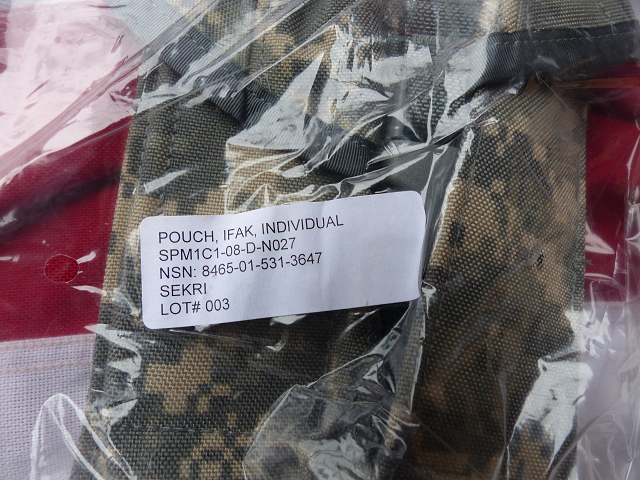 POUCH, IFAK, INDIVIDUAL
SPM1C1-08-D-N027
NSN: 8465-01-531-3647
SEKRI
LOT# 003